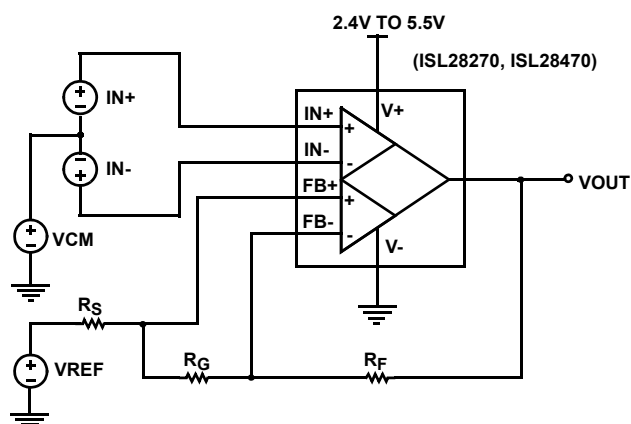 2.4V TO 5.5V
(ISL28270, ISL28470)
IN+
IN+
V+
+
-
+
-
IN-
-
IN-
-
+
FB+
+
VOUT
FB-
-
V-
+
-
VCM
RS
RG
RF
+
-
VREF